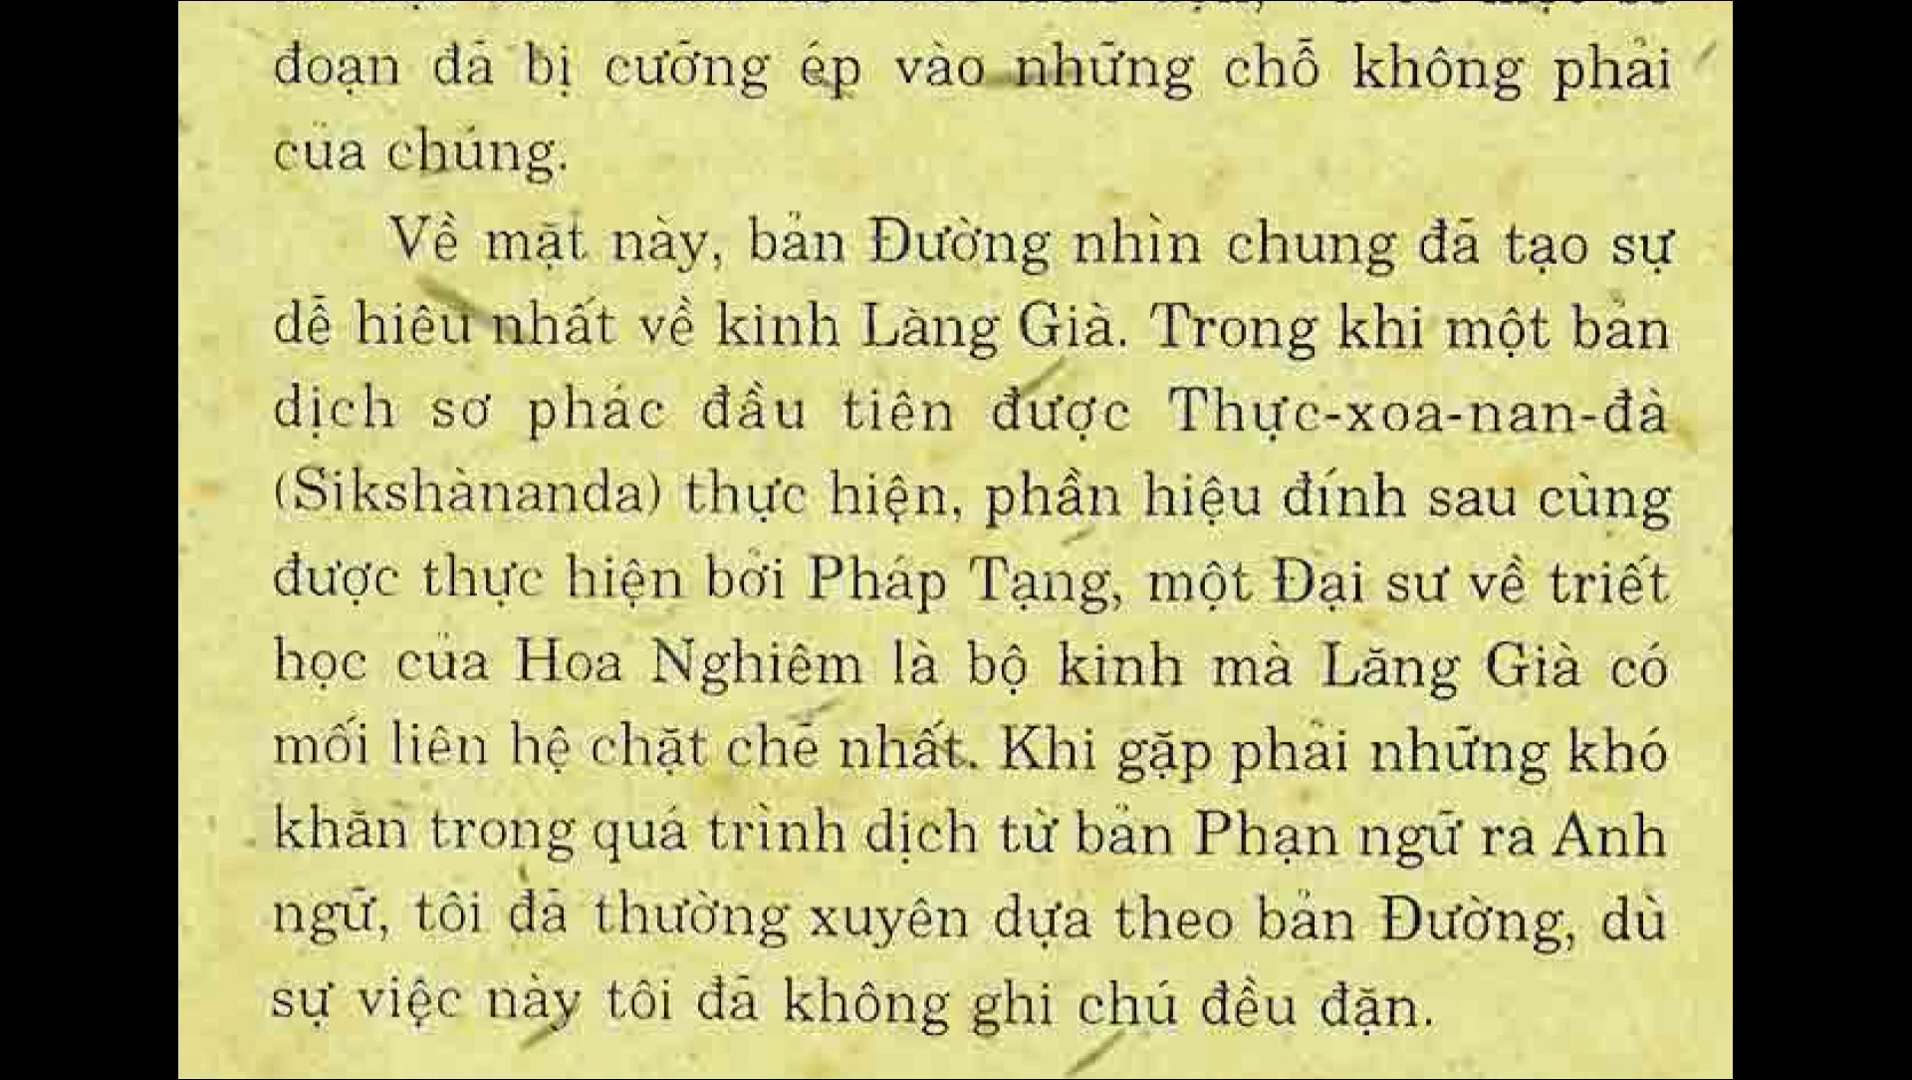 đoạn đã bị cưỡng ép vào những chỗ không phải
của chúng.
Về mặt này, bản Đường nhìn chung đã tạo sự
dễ hiểu nhất về kinh Lăng Già. Trong khi một bản
dịch sơ phác đầu tiên được Thực-xoa-nan-đà
(Sikshànanda) thực hiện, phần hiệu đính sau cùng
được thực hiện bởi Pháp Tạng, một Đại sư về triết
học của Hoa Nghiêm là bộ kinh mà Lăng Già có
mối liên hệ chặt chẽ nhất. Khi gặp phải những khó
khăn trong quá trình dịch từ bản Phạn ngữ ra Anh
ngữ, tôi đã thường xuyên dựa theo bản Đường, dù
sự việc này tôi đã không ghi chú đều đặn.